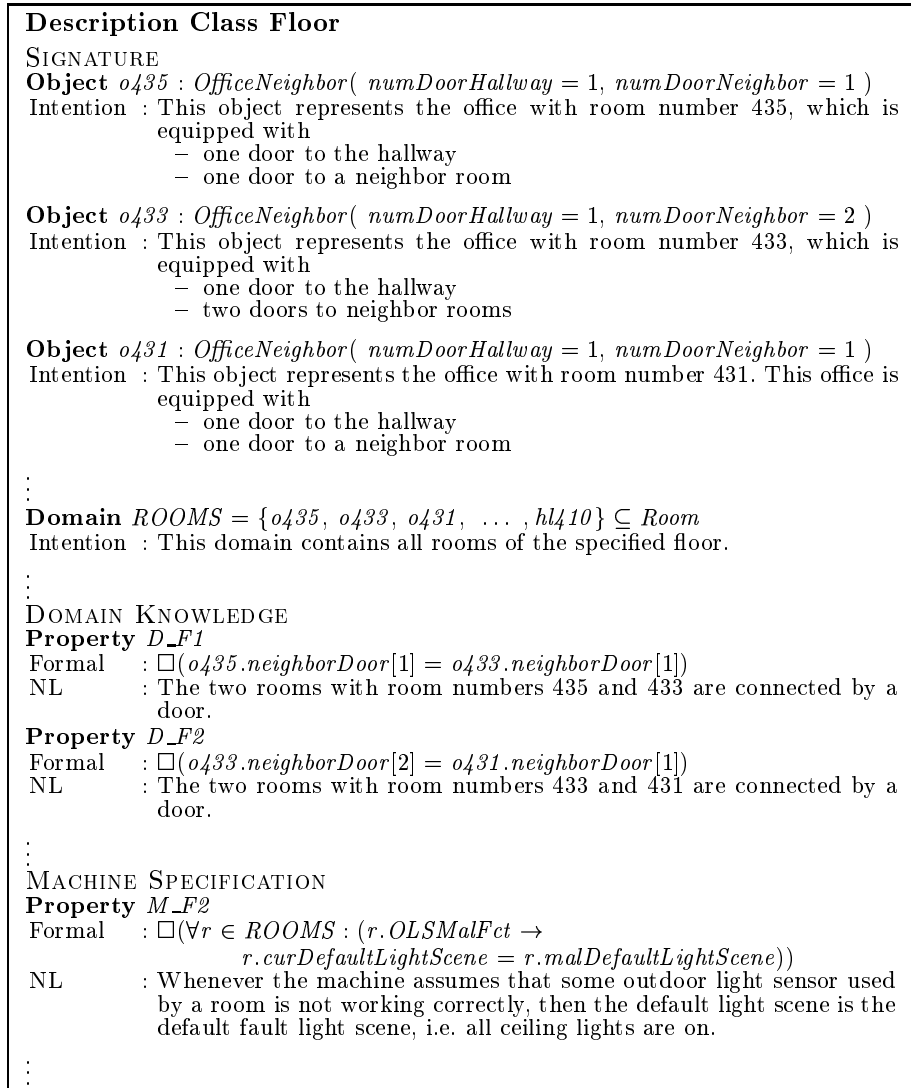 Description Class Floor
SIGNATURE
Object o435 : OfficeNeighbor( numDoorHallway = 1, numDoorNeighbor = 1 )
Intention : This object represents the office with room number 435, which is
equipped with
– one door to the hallway
– one door to a neighbor room
Object o433 : OfficeNeighbor( numDoorHallway = 1, numDoorNeighbor = 2 )
Intention : This object represents the office with room number 433, which is
equipped with
– one door to the hallway
– two doors to neighbor rooms
Object o431 : OfficeNeighbor( numDoorHallway = 1, numDoorNeighbor = 1 )
Intention : This object represents the office with room number 431. This office is
equipped with
– one door to the hallway
– one door to a neighbor room
⋮
Domain ROOMS = {o435, o433, o431, ... , hl410} ⊆ Room
Intention : This domain contains all rooms of the specified floor.
⋮
DOMAIN KNOWLEDGE
Property D_F1
Formal : □(o435.neighborDoor[1] = o433.neighborDoor[1])
NL : The two rooms with room numbers 435 and 433 are connected by a
door.
Property D_F2
Formal : □(o433.neighborDoor[2] = o431.neighborDoor[1])
NL : The two rooms with room numbers 433 and 431 are connected by a
door.
⋮
MACHINE SPECIFICATION
Property M_F2
Formal : □(∀r ∈ ROOMS : (r.OLSMalFct →
r.curDefaultLightScene = r.malDefaultLightScene))
NL : Whenever the machine assumes that some outdoor light sensor used
by a room is not working correctly, then the default light scene is the
default fault light scene, i.e. all ceiling lights are on.
⋮